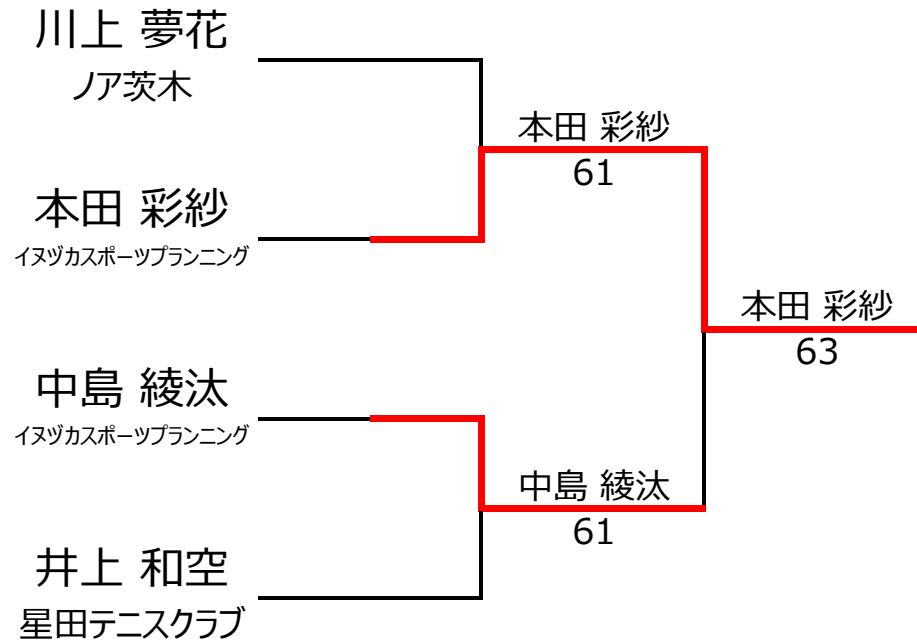 川上 夢花
ノア茨木
本田 彩紗
61
本田 彩紗
イヌヅカスポーツプランニング
本田 彩紗
63
中島 綾汰
イヌヅカスポーツプランニング
中島 綾汰
61
井上 和空
星田テニスクラブ